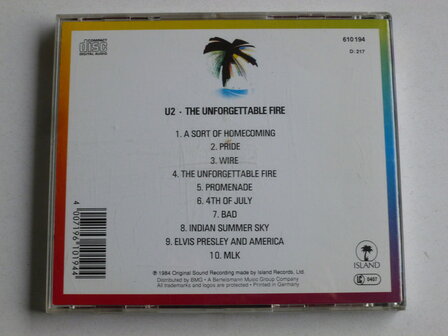 COMPACT
disc
DIGITAL AUDIO
610 194
D: 217
U2 · THE UNFORGETTABLE FIRE
1. A SORT OF HOMECOMING
2. PRIDE
3. WIRE
4. THE UNFORGETTABLE FIRE
5. PROMENADE
6. 4TH OF JULY
7. BAD
8. INDIAN SUMMER SKY
9. ELVIS PRESLEY AND AMERICA
10. MLK
4 007196 101944
℗ 1984 Original Sound Recording made by Island Records, Ltd.
Distributed by BMG • A Bertelsmann Music Group Company
All trademarks and logos are protected • Printed in Germany
ISLAND
LC 0407